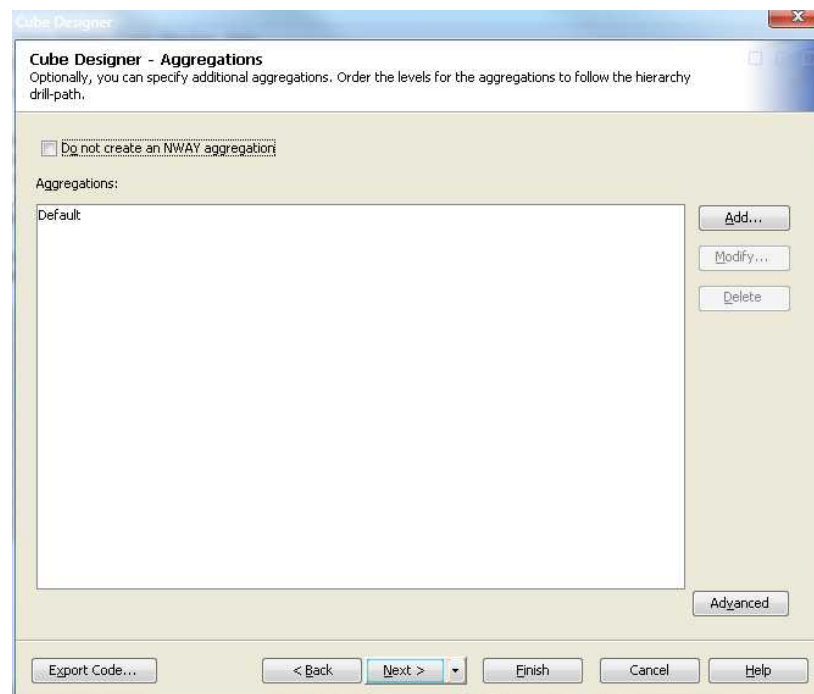 Cube Designer
Cube Designer - Aggregations
Optionally, you can specify additional aggregations. Order the levels for the aggregations to follow the hierarchy
drill-path.
Do not create an NWAY aggregation
Aggregations:
Default
Add...
Modify...
Delete
Advanced
Export Code...
< Back
Next >
Finish
Cancel
Help